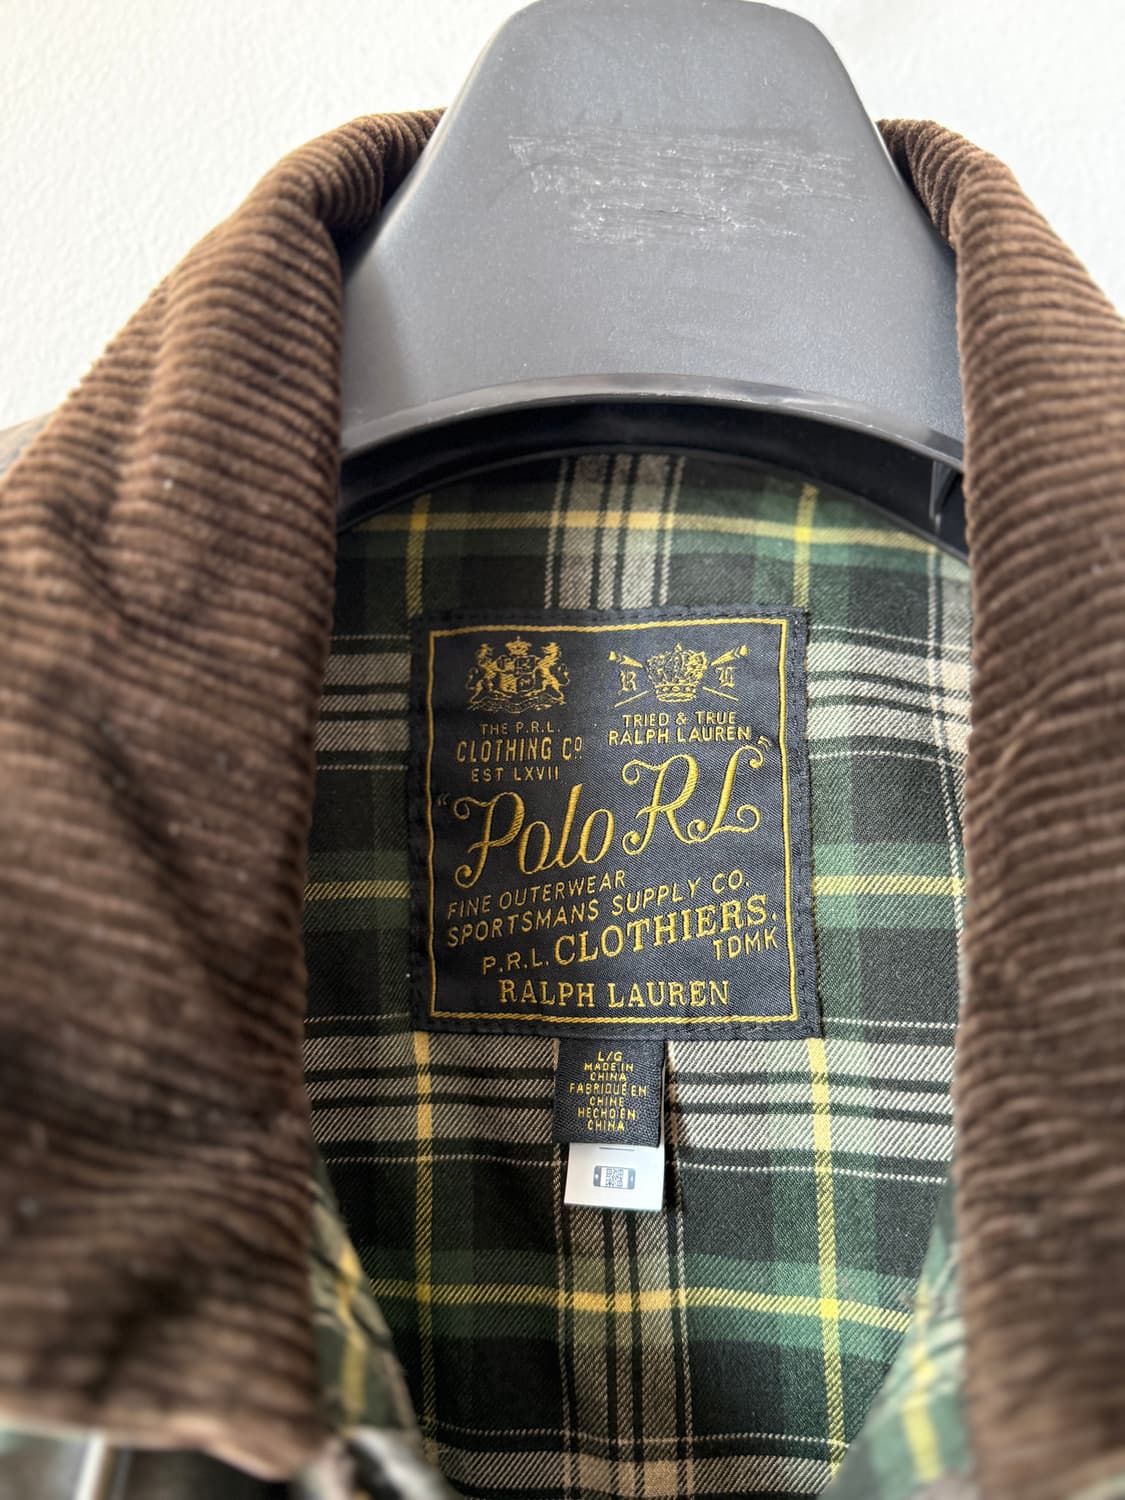 R L
THE P.R.L.
CLOTHING Co.
EST LXVII
TRIED & TRUE
RALPH LAUREN
"Polo RL"
FINE OUTERWEAR
SPORTSMANS SUPPLY CO.
P.R.L. CLOTHIERS.
TDMK
RALPH LAUREN
L/G
MADE IN
CHINA
FABRIQUÉ EN
CHINE
HECHO EN
CHINA